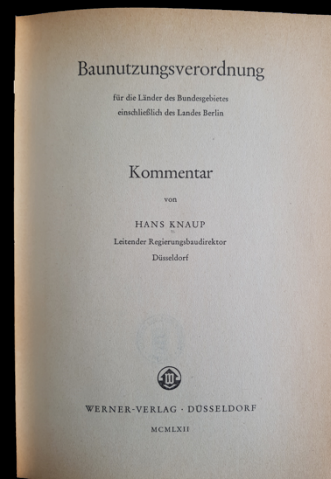 Baunutzungsverordnung
für die Länder des Bundesgebietes
einschließlich des Landes Berlin
Kommentar
von
HANS KNAUP
Leitender Regierungsbaudirektor
Düsseldorf
WERNER-VERLAG · DÜSSELDORF
MCMLXII